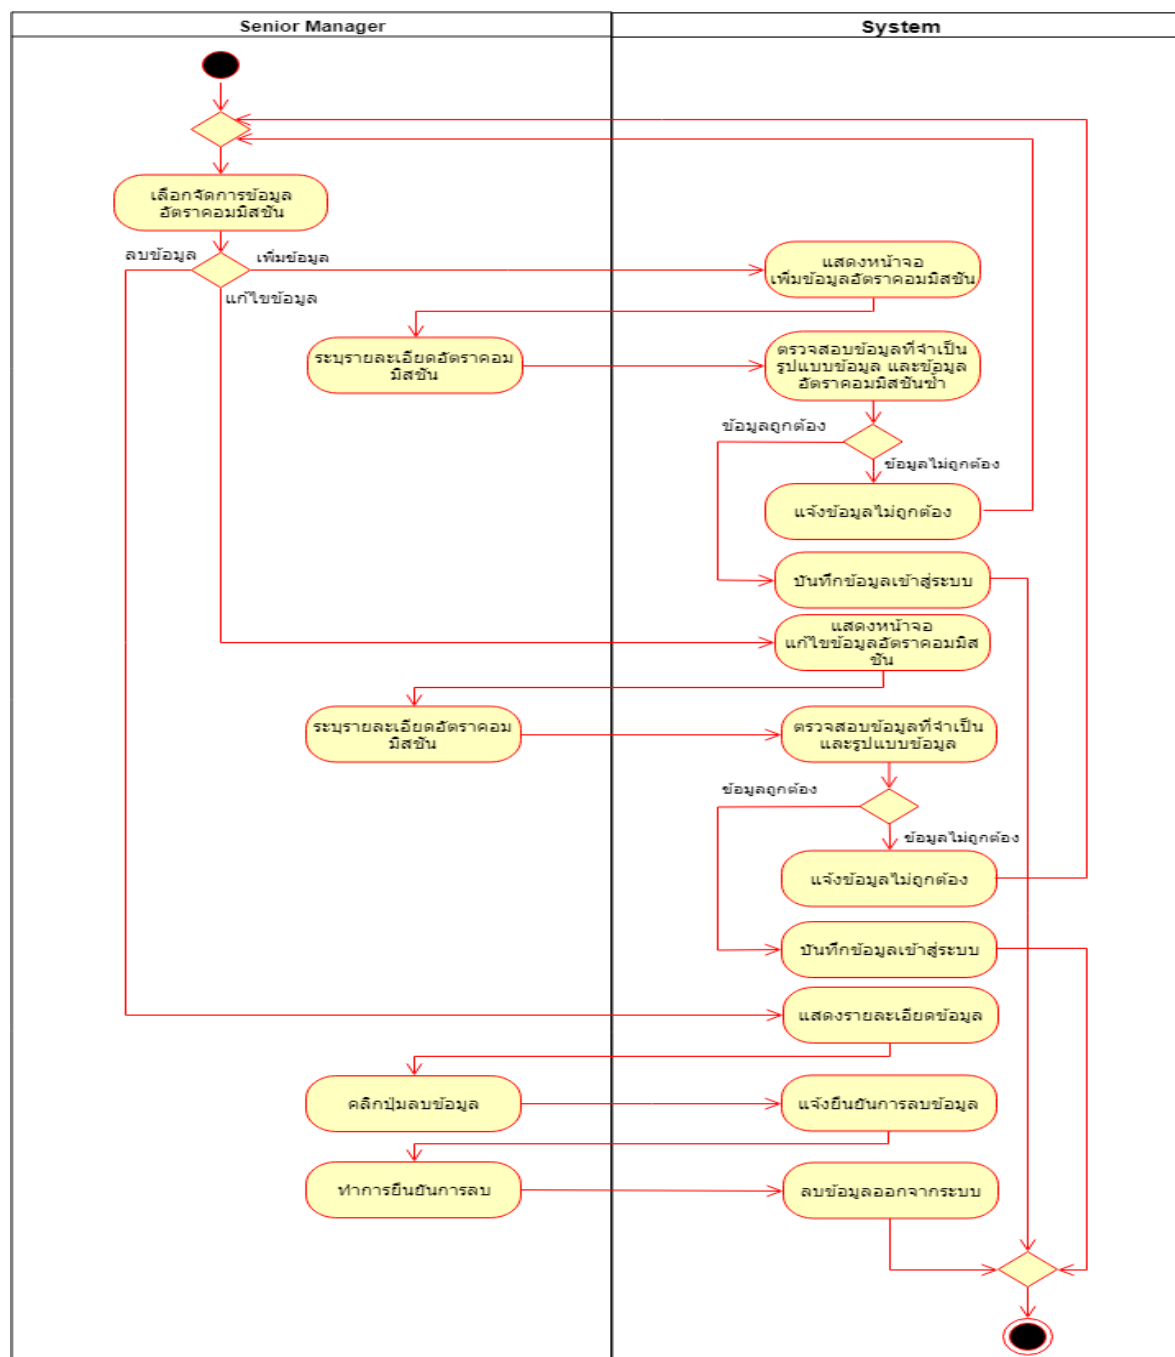 Senior Manager
System
เลือกจัดการข้อมูล
อัตราคอมมิสชัน
ลบข้อมูล
เพิ่มข้อมูล
แก้ไขข้อมูล
แสดงหน้าจอ
เพิ่มข้อมูลอัตราคอมมิสชัน
ระบุรายละเอียดอัตราคอม
มิสชัน
ตรวจสอบข้อมูลที่จำเป็น
รูปแบบข้อมูล และข้อมูล
อัตราคอมมิสชันซ้ำ
ข้อมูลถูกต้อง
ข้อมูลไม่ถูกต้อง
แจ้งข้อมูลไม่ถูกต้อง
บันทึกข้อมูลเข้าสู่ระบบ
แสดงหน้าจอ
แก้ไขข้อมูลอัตราคอมมิส
ชัน
ระบุรายละเอียดอัตราคอม
มิสชัน
ตรวจสอบข้อมูลที่จำเป็น
และรูปแบบข้อมูล
ข้อมูลถูกต้อง
ข้อมูลไม่ถูกต้อง
แจ้งข้อมูลไม่ถูกต้อง
บันทึกข้อมูลเข้าสู่ระบบ
แสดงรายละเอียดข้อมูล
คลิกปุ่มลบข้อมูล
แจ้งยืนยันการลบข้อมูล
ทำการยืนยันการลบ
ลบข้อมูลออกจากระบบ